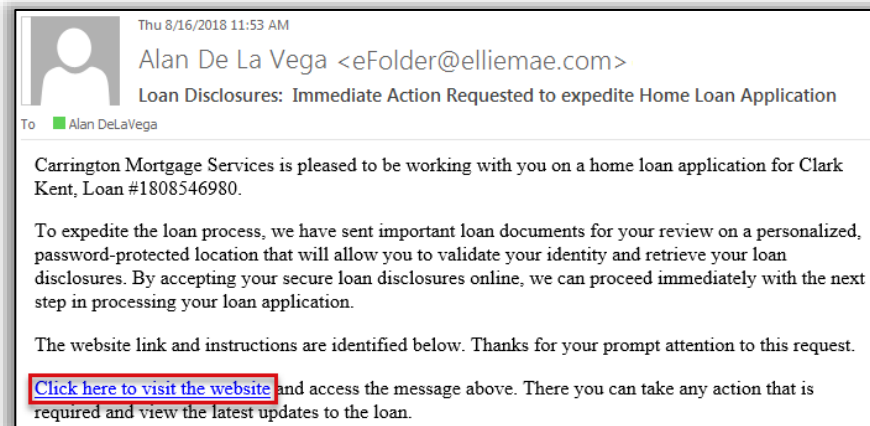 Thu 8/16/2018 11:53 AM
Alan De La Vega <eFolder@elliemae.com>
Loan Disclosures: Immediate Action Requested to expedite Home Loan Application
To Alan DeLaVega
Carrington Mortgage Services is pleased to be working with you on a home loan application for Clark
Kent, Loan #1808546980.
To expedite the loan process, we have sent important loan documents for your review on a personalized,
password-protected location that will allow you to validate your identity and retrieve your loan
disclosures. By accepting your secure loan disclosures online, we can proceed immediately with the next
step in processing your loan application.
The website link and instructions are identified below. Thanks for your prompt attention to this request.
Click here to visit the website and access the message above. There you can take any action that is
required and view the latest updates to the loan.